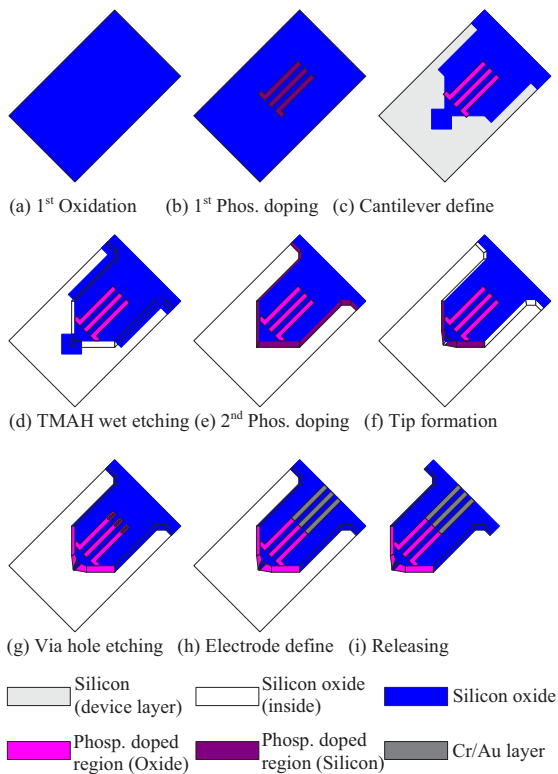 (a) 1st Oxidation
(b) 1st Phos. doping
(c) Cantilever define
(d) TMAH wet etching
(e) 2nd Phos. doping
(f) Tip formation
(g) Via hole etching
(h) Electrode define
(i) Releasing
Silicon
(device layer)
Silicon oxide
(inside)
Silicon oxide
Phosp. doped
region (Oxide)
Phosp. doped
region (Silicon)
Cr/Au layer